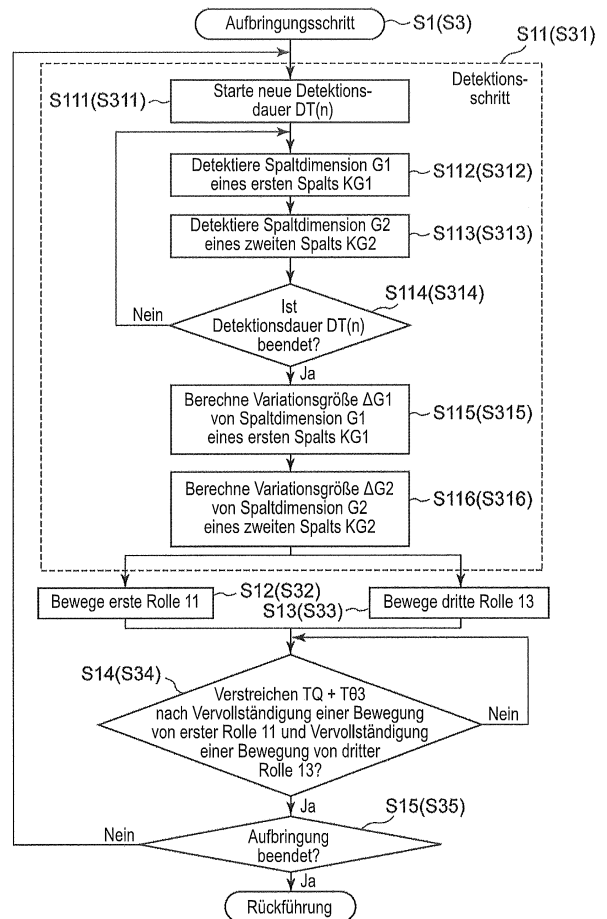 Aufbringungsschritt
S1(S3)
S11(S31)
Detektions-
schritt
S111(S311)
Starte neue Detektions-
dauer DT(n)
Detektiere Spaltdimension G1
eines ersten Spalts KG1
S112(S312)
Detektiere Spaltdimension G2
eines zweiten Spalts KG2
S113(S313)
S114(S314)
Nein
Ist
Detektionsdauer DT(n)
beendet?
Ja
Berechne Variationsgröße ΔG1
von Spaltdimension G1
eines ersten Spalts KG1
S115(S315)
Berechne Variationsgröße ΔG2
von Spaltdimension G2
eines zweiten Spalts KG2
S116(S316)
Bewege erste Rolle 11
S12(S32)
S13(S33)
Bewege dritte Rolle 13
S14(S34)
Verstreichen TQ + Tθ3
nach Vervollständigung einer Bewegung
von erster Rolle 11 und Vervollständigung
einer Bewegung von dritter
Rolle 13?
Nein
Ja
S15(S35)
Nein
Aufbringung
beendet?
Ja
Rückführung